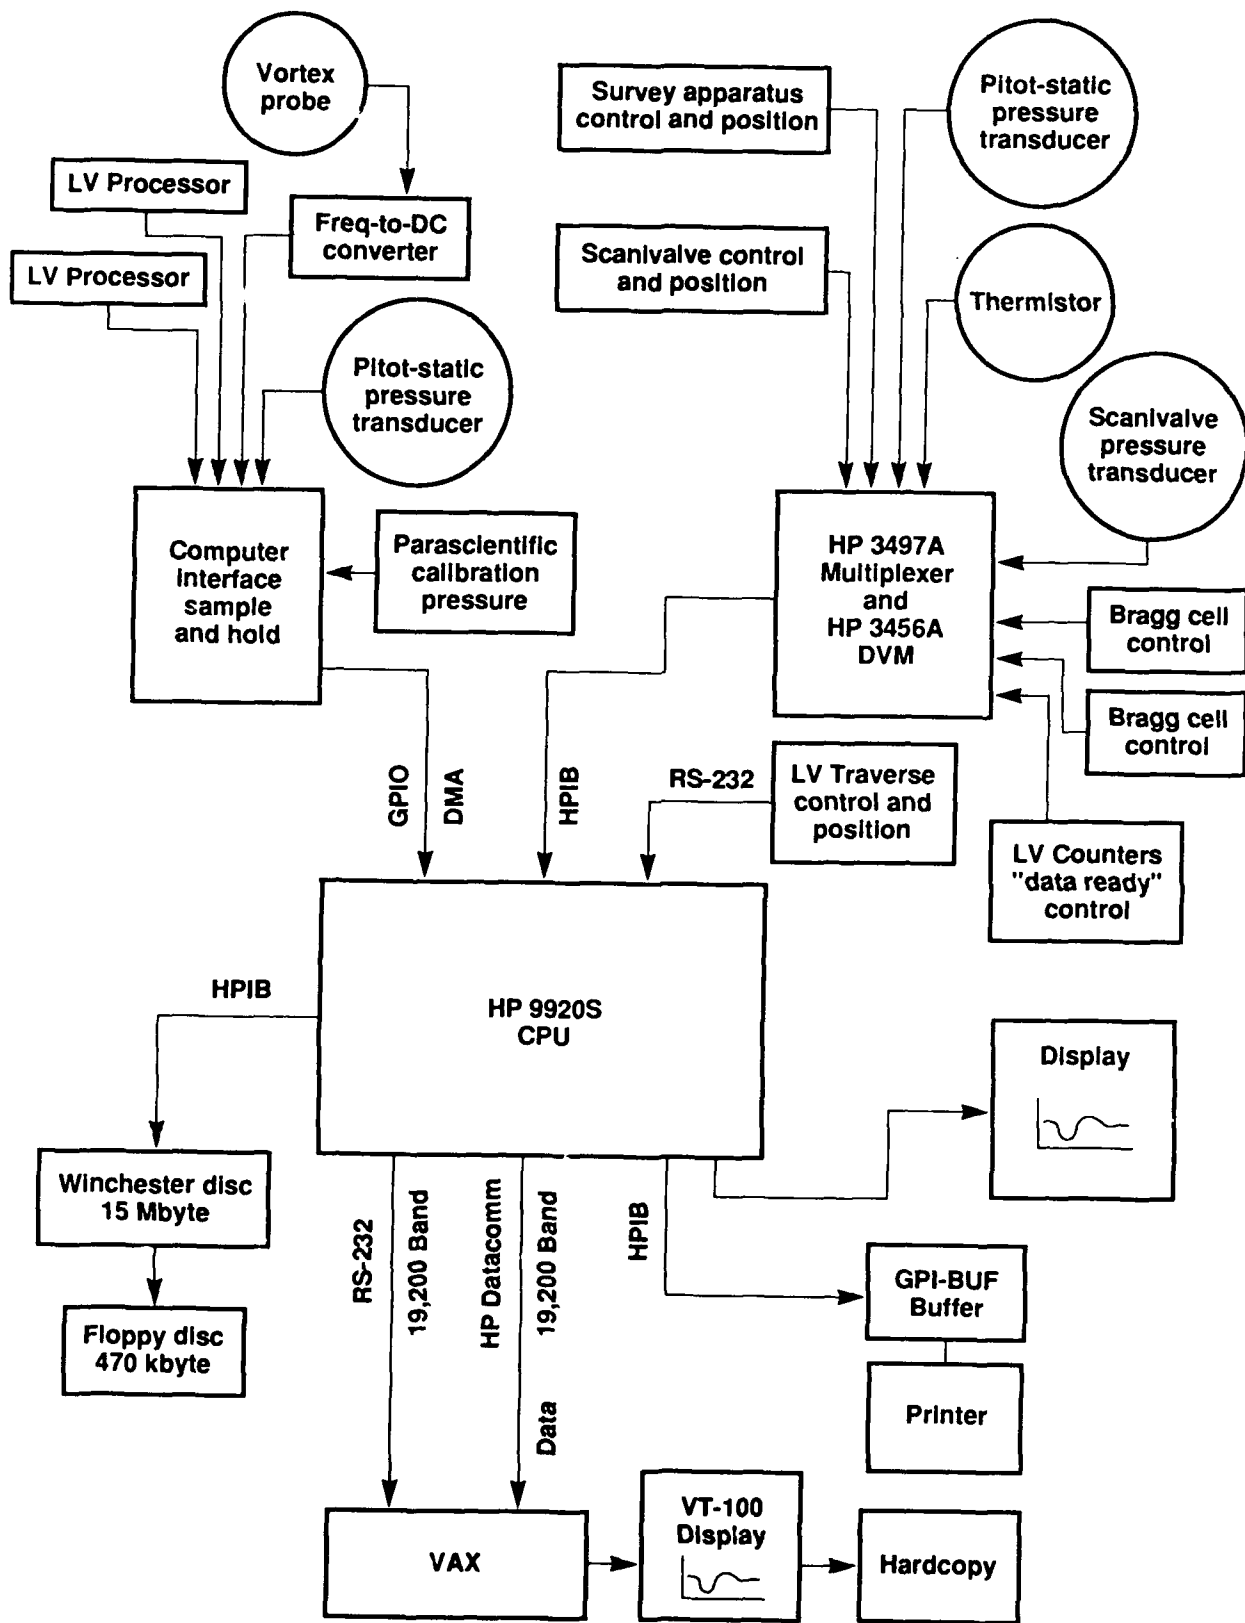 Vortex
probe
Survey apparatus
control and position
Pitot-static
pressure
transducer
LV Processor
Freq-to-DC
converter
LV Processor
Scanivalve control
and position
Thermistor
Pitot-static
pressure
transducer
Scanivalve
pressure
transducer
Computer
interface
sample
and hold
Parascientific
calibration
pressure
HP 3497A
Multiplexer
and
HP 3456A
DVM
Bragg cell
control
Bragg cell
control
GPIO
DMA
HPIB
RS-232
LV Traverse
control and
position
LV Counters
"data ready"
control
HPIB
HP 9920S
CPU
Display
Winchester disc
15 Mbyte
Floppy disc
470 kbyte
RS-232
19,200 Band
HP Datacomm
19,200 Band
Data
HPIB
GPI-BUF
Buffer
Printer
VAX
VT-100
Display
Hardcopy